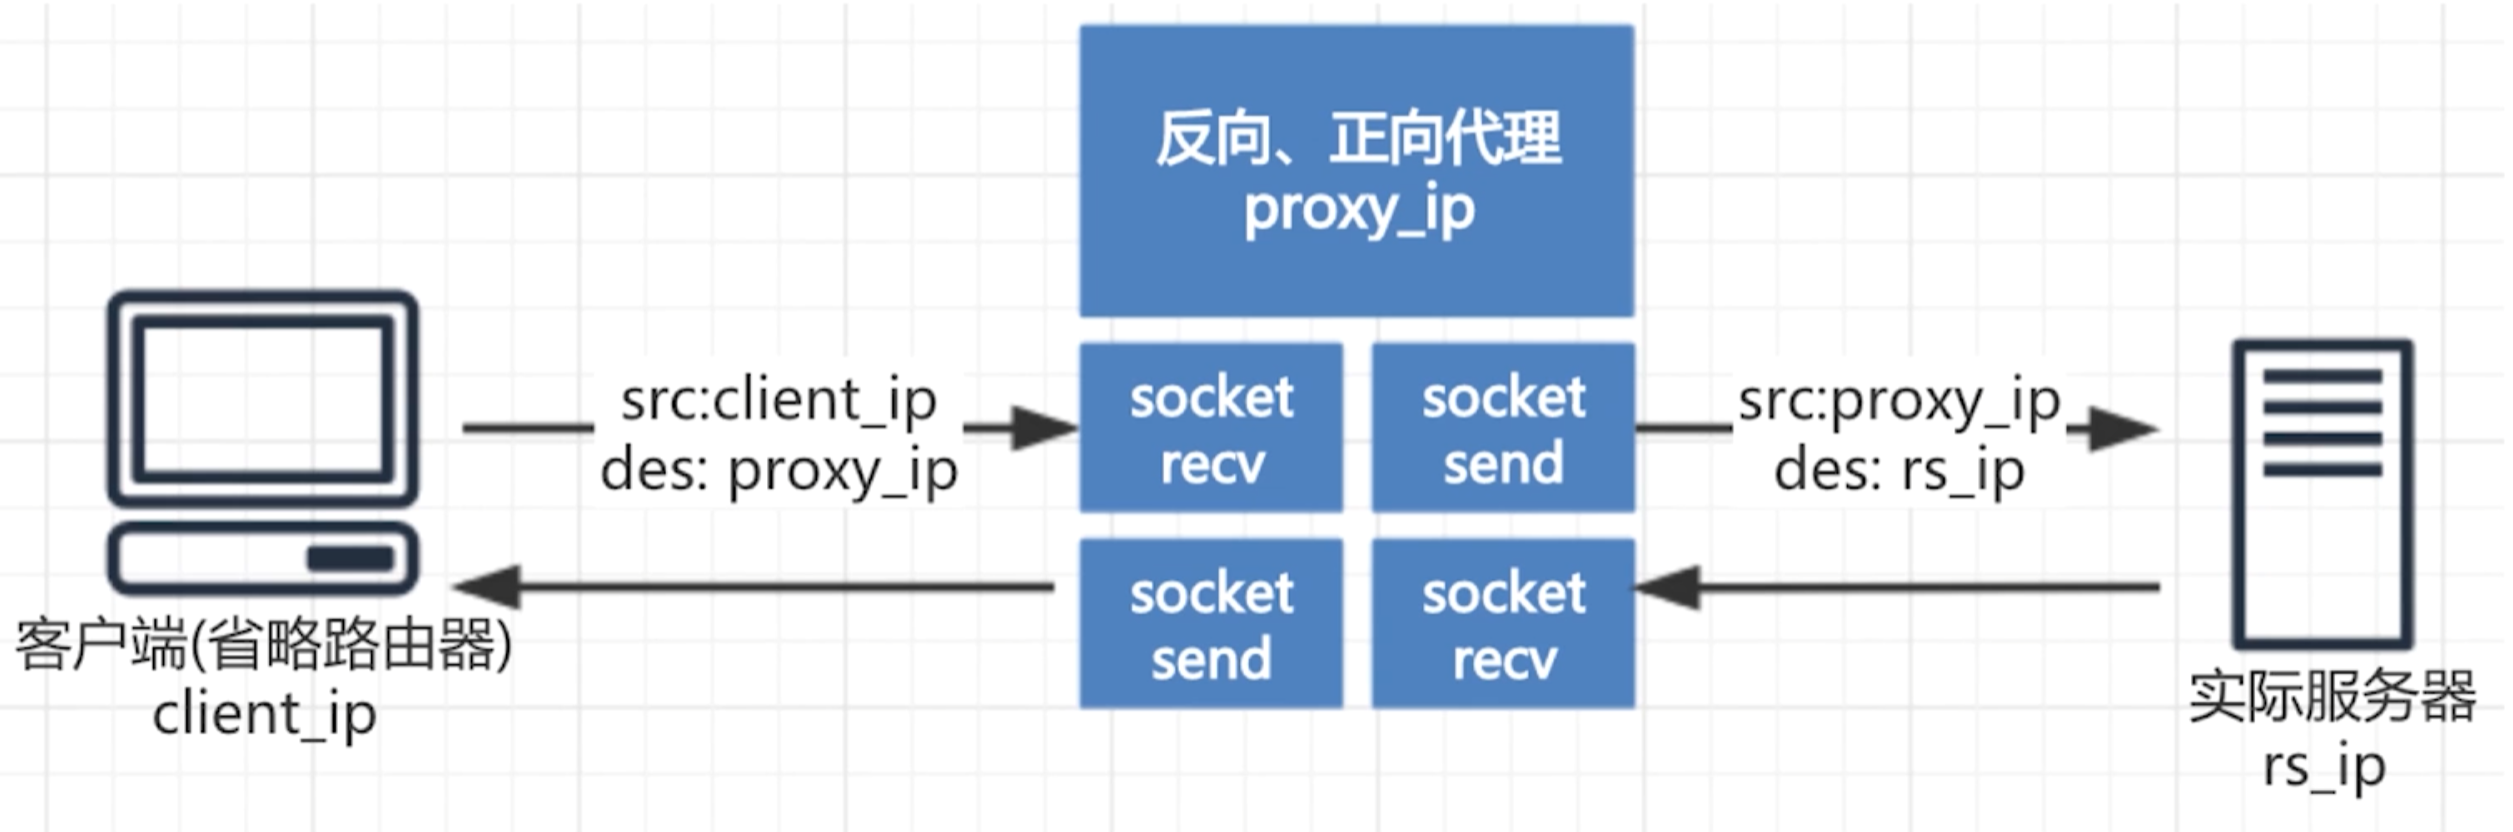 反向、正向代理
proxy_ip
src:client_ip
des: proxy_ip
socket
recv
socket
send
src:proxy_ip
des: rs_ip
socket
send
socket
recv
客户端(省略路由器)
client_ip
实际服务器
rs_ip